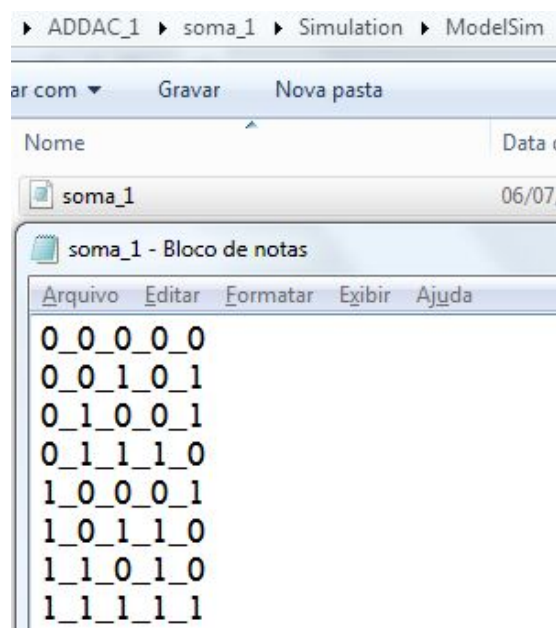 ADDAC_1 ▸ soma_1 ▸ Simulation ▸ ModelSim
ar com Gravar Nova pasta
Nome Data
soma_1 06/07/
soma_1 - Bloco de notas
Arquivo Editar Formatar Exibir Ajuda
0_0_0_0_0
0_0_1_0_1
0_1_0_0_1
0_1_1_1_0
1_0_0_0_1
1_0_1_1_0
1_1_0_1_0
1_1_1_1_1